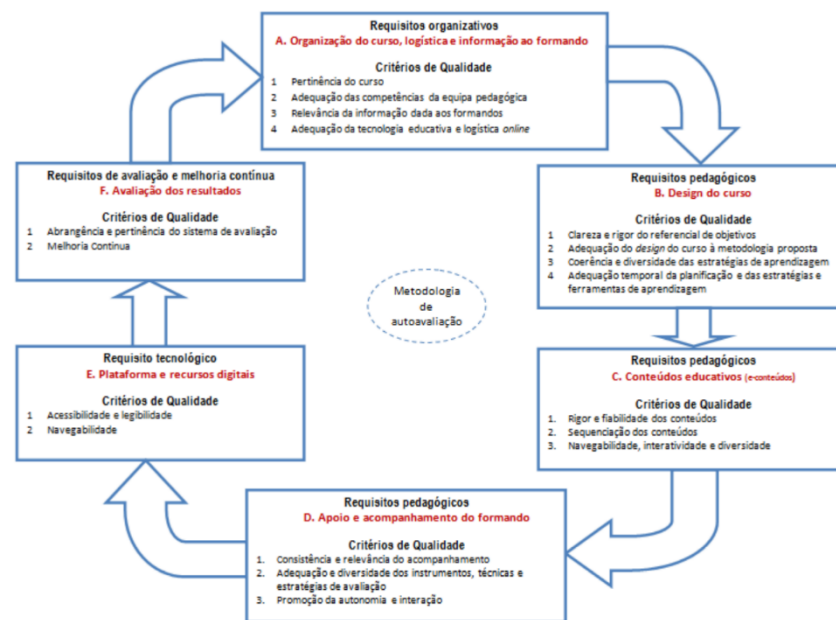 Requisitos organizativos
A. Organização do curso, logística e informação ao formando
Critérios de Qualidade
1 Pertinência do curso
2 Adequação das competências da equipa pedagógica
3 Relevância da informação dada aos formandos
4 Adequação da tecnologia educativa e logística online
Requisitos pedagógicos
B. Design do curso
Critérios de Qualidade
1 Clareza e rigor do referencial de objetivos
2 Adequação do design do curso à metodologia proposta
3 Coerência e diversidade das estratégias de aprendizagem
4 Adequação temporal da planificação e das estratégias e
ferramentas de aprendizagem
Requisitos pedagógicos
C. Conteúdos educativos (e-conteúdos)
Critérios de Qualidade
1. Rigor e fiabilidade dos conteúdos
2. Sequenciação dos conteúdos
3. Navegabilidade, interatividade e diversidade
Requisitos pedagógicos
D. Apoio e acompanhamento do formando
Critérios de Qualidade
1. Consistência e relevância do acompanhamento
2. Adequação e diversidade dos instrumentos, técnicas e
estratégias de avaliação
3. Promoção da autonomia e interação
Requisito tecnológico
E. Plataforma e recursos digitais
Critérios de Qualidade
1 Acessibilidade e legibilidade
2 Navegabilidade
Requisitos de avaliação e melhoria contínua
F. Avaliação dos resultados
Critérios de Qualidade
1 Abrangência e pertinência do sistema de avaliação
2 Melhoria Contínua
Metodologia
de
autoavaliação